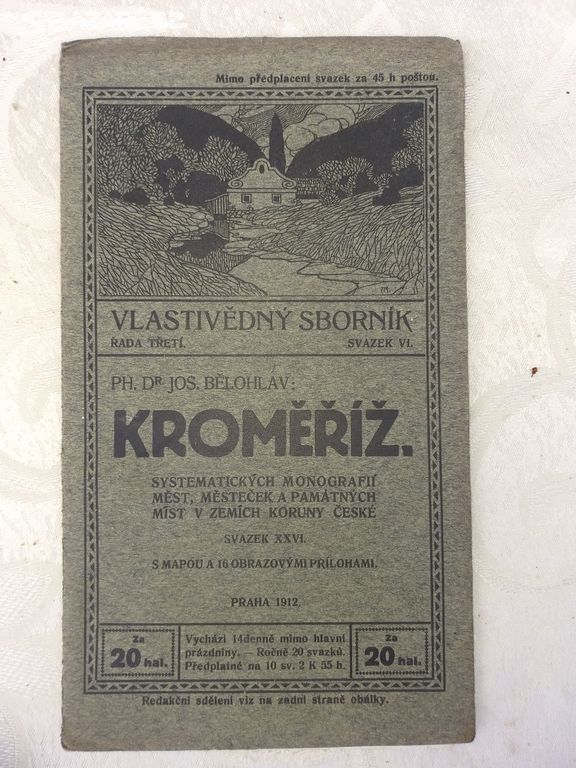 Mimo předplacení svazek za 45 h poštou.
VLASTIVĚDNÝ SBORNÍK
ŘADA TŘETÍ. SVAZEK VI.
PH. DR. JOS. BĚLOHLAV:
KROMĚŘÍŽ.
SYSTEMATICKÝCH MONOGRAFIÍ
MĚST, MĚSTEČEK A PAMÁTNÝCH
MÍST V ZEMÍCH KORUNY ČESKÉ
SVAZEK XXVI.
S MAPOU A 16 OBRAZOVÝMI PŘÍLOHAMI.
PRAHA 1912.
Za
20 hal.
Vychází 14denně mimo hlavní
prázdniny. – Ročně 20 svazků.
Předplatné na 10 sv. 2 K 55 h.
Za
20 hal.
Redakční sdělení viz na zadní straně obálky.